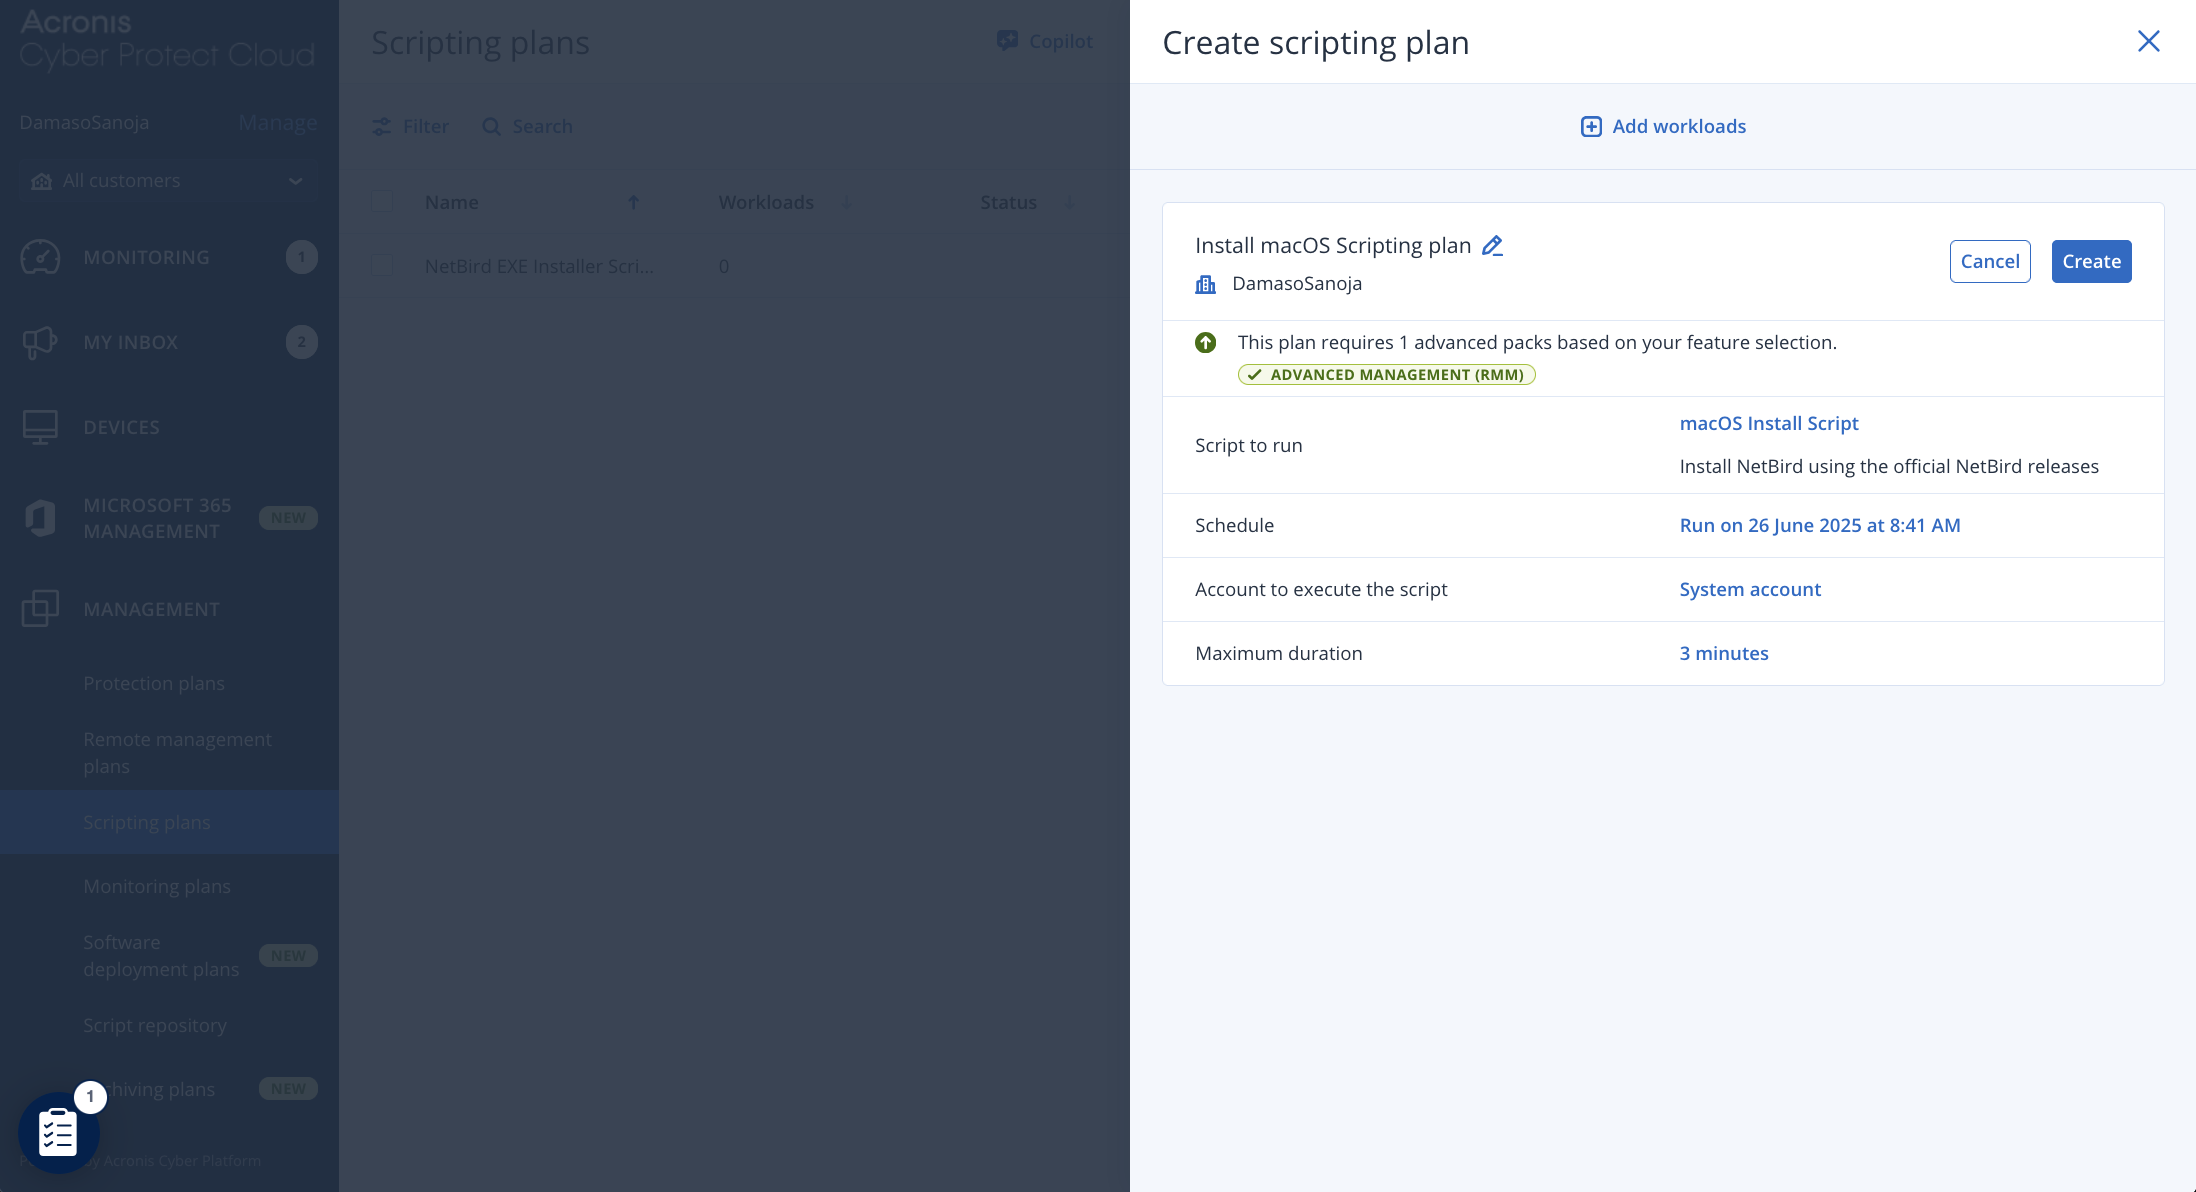 Acronis
Cyber Protect Cloud
DamasoSanoja
Manage
All customers
MONITORING
1
MY INBOX
2
DEVICES
MICROSOFT 365
MANAGEMENT
NEW
MANAGEMENT
Protection plans
Remote management
plans
Scripting plans
Monitoring plans
Software
deployment plans
NEW
Script repository
NEW
1
by Acronis Cyber Platform
Scripting plans
Copilot
Filter
Search
Name
Workloads
Status
NetBird EXE Installer Scri...
0
Create scripting plan
Add workloads
Install macOS Scripting plan
DamasoSanoja
Cancel
Create
This plan requires 1 advanced packs based on your feature selection.
ADVANCED MANAGEMENT (RMM)
Script to run
macOS Install Script
Install NetBird using the official NetBird releases
Schedule
Run on 26 June 2025 at 8:41 AM
Account to execute the script
System account
Maximum duration
3 minutes